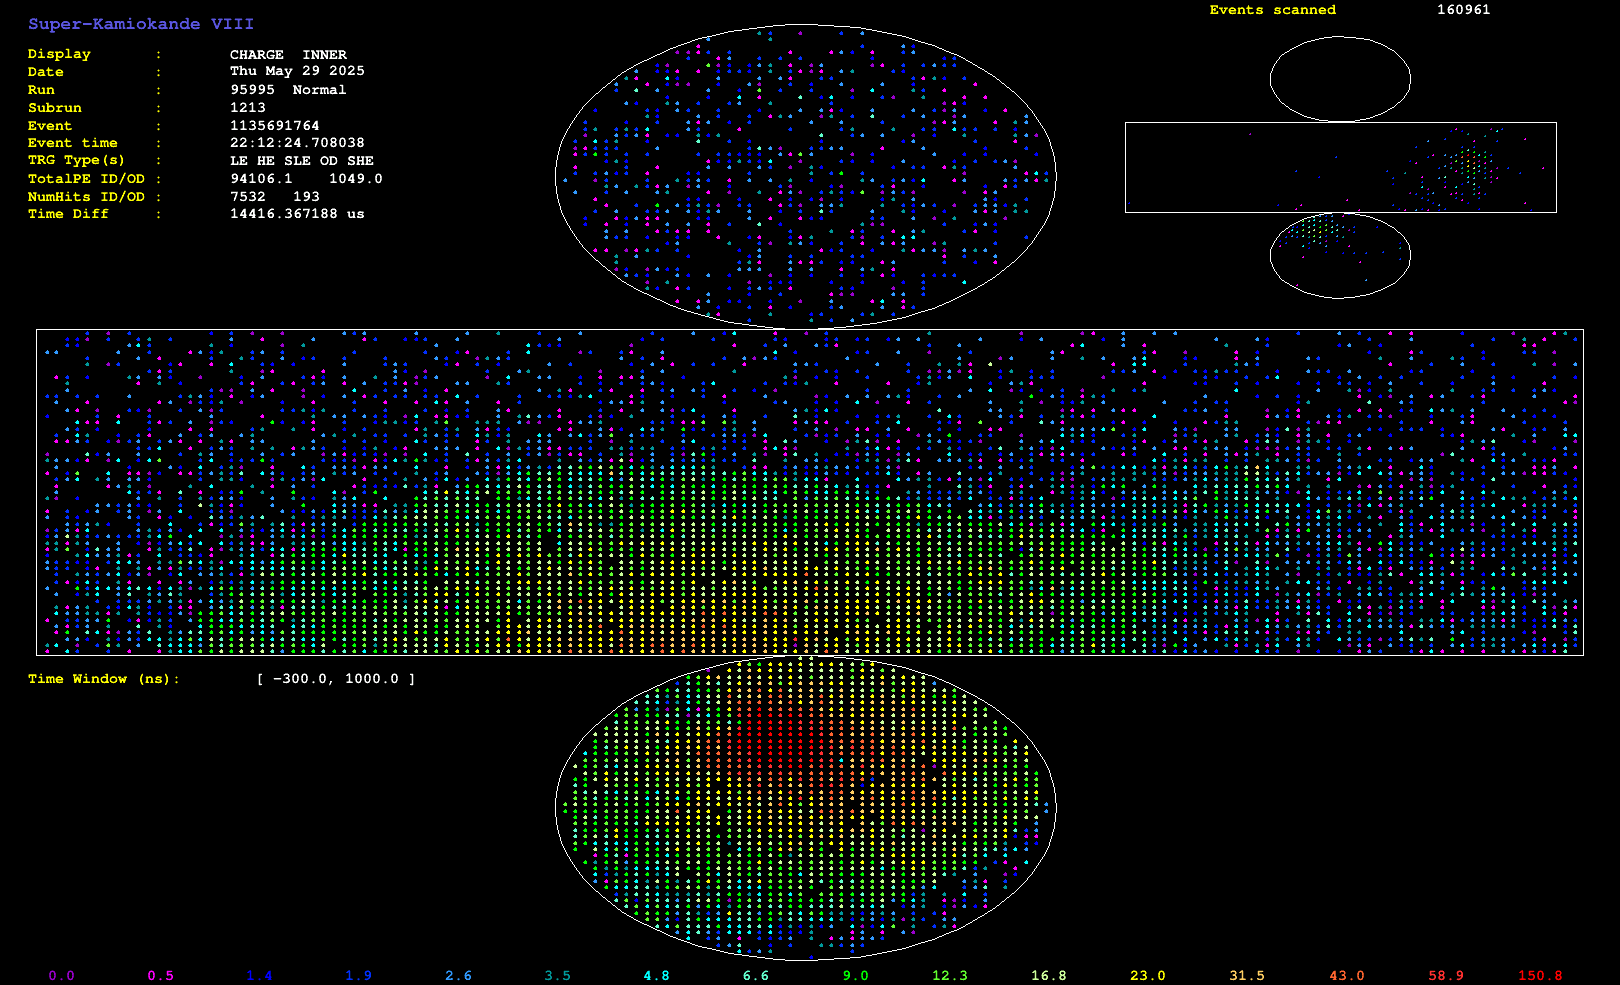 Super-Kamiokande VIII
Events scanned 160961
Display : CHARGE INNER
Date : Thu May 29 2025
Run : 95995 Normal
Subrun : 1213
Event : 1135691764
Event time : 22:12:24.708038
TRG Type(s) : LE HE SLE OD SHE
TotalPE ID/OD : 94106.1 1049.0
NumHits ID/OD : 7532 193
Time Diff : 14416.367188 us
Time Window (ns): [ -300.0, 1000.0 ]
0.0 0.5 1.4 1.9 2.6 3.5 4.8 6.6 9.0 12.3 16.8 23.0 31.5 43.0 58.9 150.8